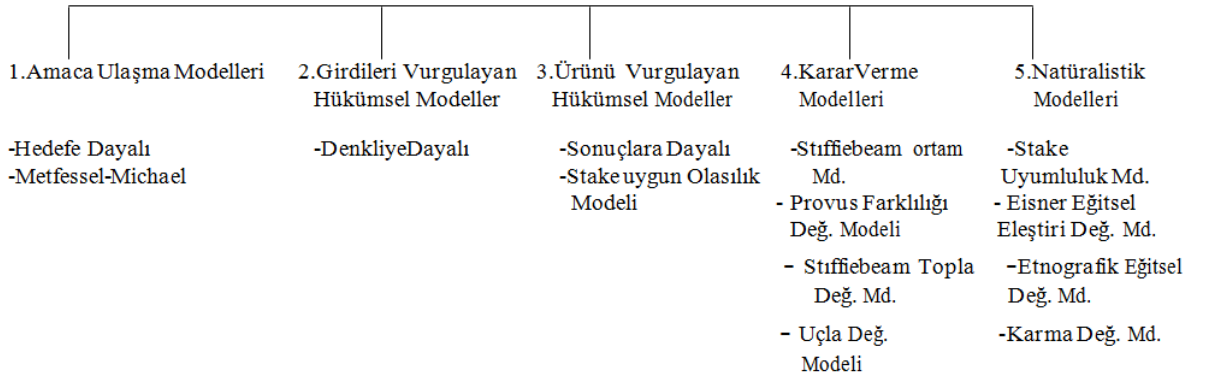 1.Amaca Ulaşma Modelleri
-Hedefe Dayalı
-Metfessel-Michael
2.Girdileri Vurgulayan
Hükümsel Modeller
-DenkliyeDayalı
3.Ürünü Vurgulayan
Hükümsel Modeller
-Sonuçlara Dayalı
-Stake uygun Olasılık
Modeli
4.KararVerme
Modelleri
-Stıffiebeam ortam
Md.
- Provus Farklılığı
Değ. Modeli
- Stıffiebeam Topla
Değ. Md.
- Uçla Değ.
Modeli
5.Natüralistik
Modelleri
-Stake
Uyumluluk Md.
- Eisner Eğitsel
Eleştiri Değ. Md.
-Etnografik Eğitsel
Değ. Md.
-Karma Değ. Md.